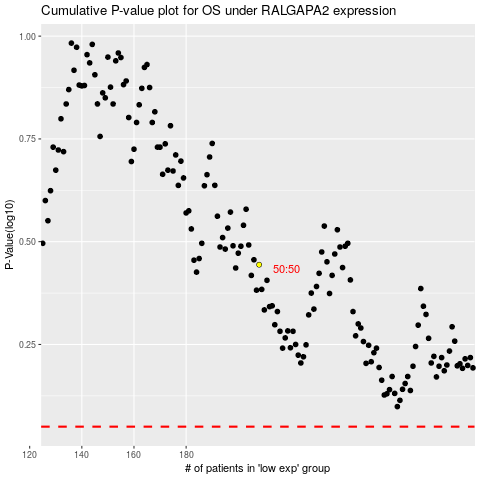 Cumulative P-value plot for OS under RALGAPA2 expression
P-Value(log10)
1.00
0.75
0.50
0.25
50:50
120 140 160 180
# of patients in 'low exp' group